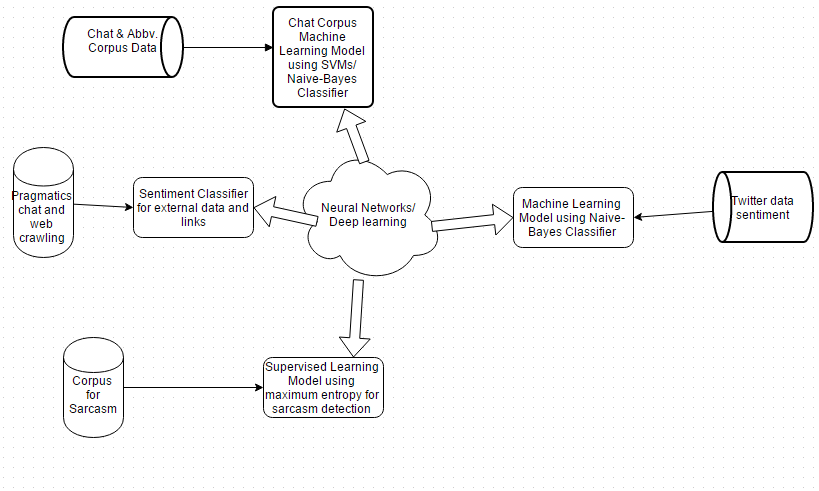 Chat & Abbv.
Corpus Data
Chat Corpus
Machine
Learning Model
using SVMs/
Naive-Bayes
Classifier
Pragmatics
chat and
web
crawling
Sentiment Classifier
for external data and
links
Neural Networks/
Deep learning
Machine Learning
Model using Naive-
Bayes Classifier
Twitter data
sentiment
Corpus
for
Sarcasm
Supervised Learning
Model using
maximum entropy for
sarcasm detection